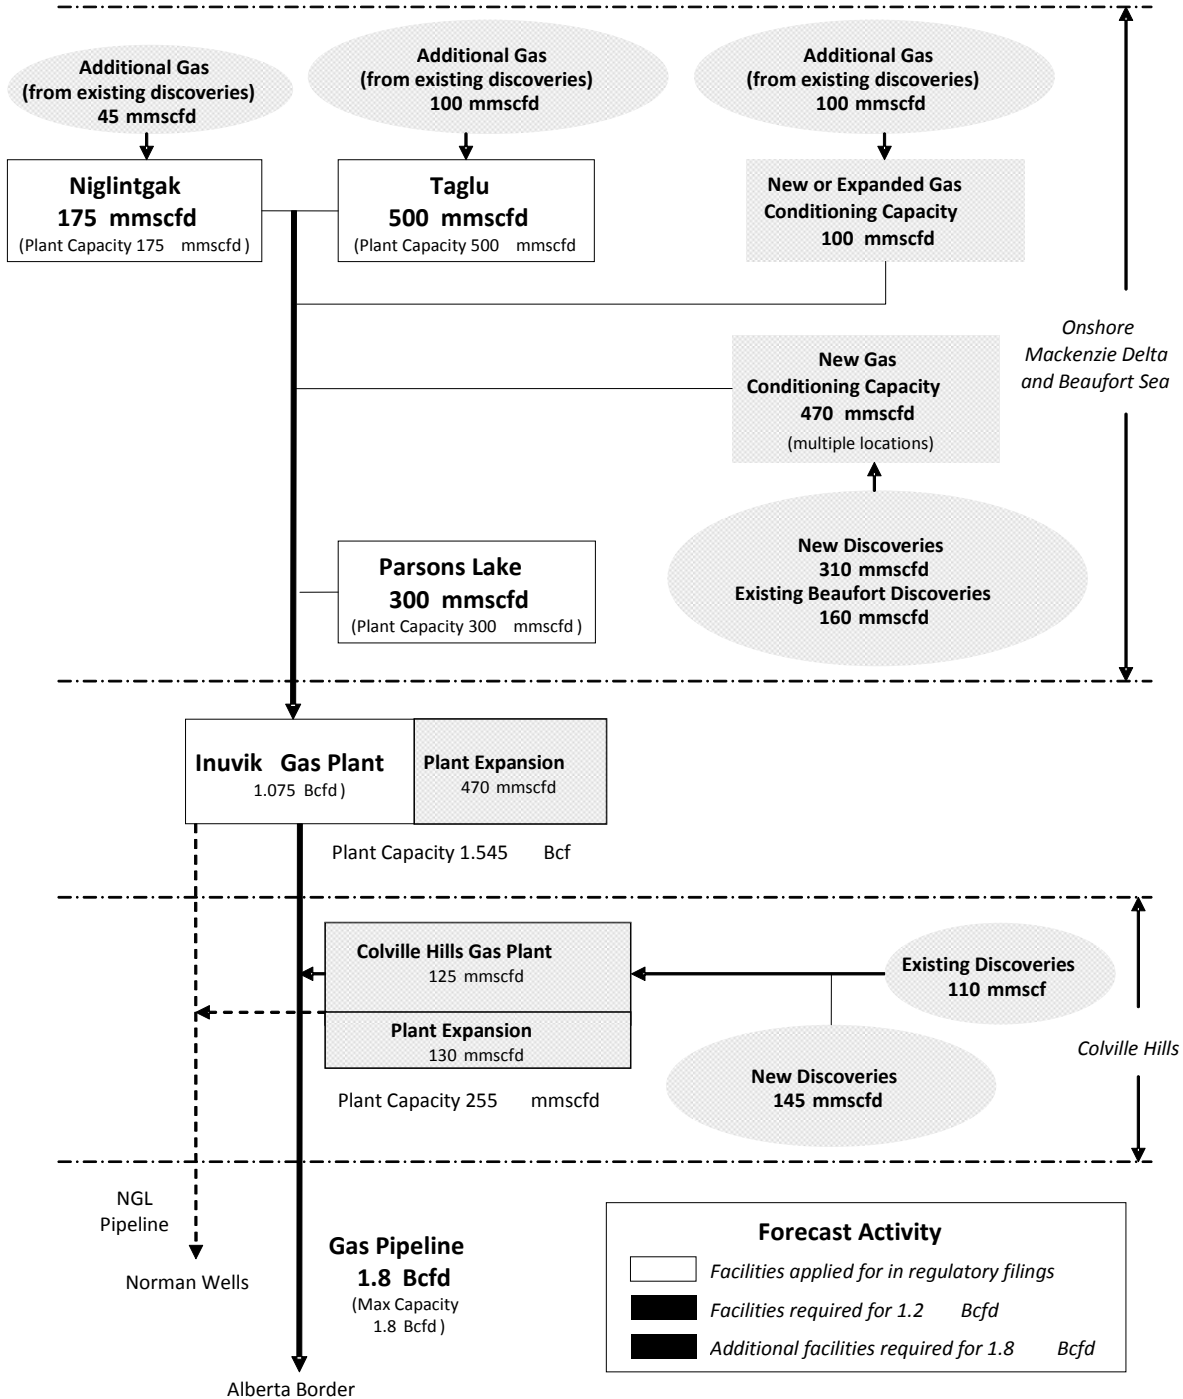 Additional Gas
(from existing discoveries)
45 mmscfd
Additional Gas
(from existing discoveries)
100 mmscfd
Additional Gas
(from existing discoveries)
100 mmscfd
Niglintgak
175 mmscfd
(Plant Capacity 175 mmscfd )
Taglu
500 mmscfd
(Plant Capacity 500 mmscfd
New or Expanded Gas
Conditioning Capacity
100 mmscfd
Onshore
Mackenzie Delta
and Beaufort Sea
New Gas
Conditioning Capacity
470 mmscfd
(multiple locations)
New Discoveries
310 mmscfd
Existing Beaufort Discoveries
160 mmscfd
Parsons Lake
300 mmscfd
(Plant Capacity 300 mmscfd )
Inuvik Gas Plant
1.075 Bcfd )
Plant Expansion
470 mmscfd
Plant Capacity 1.545 Bcf
Colville Hills Gas Plant
125 mmscfd
Plant Expansion
130 mmscfd
Plant Capacity 255 mmscfd
Existing Discoveries
110 mmscf
New Discoveries
145 mmscfd
Colville Hills
NGL
Pipeline
Norman Wells
Gas Pipeline
1.8 Bcfd
(Max Capacity
1.8 Bcfd )
Alberta Border
Forecast Activity
Facilities applied for in regulatory filings
Facilities required for 1.2 Bcfd
Additional facilities required for 1.8 Bcfd